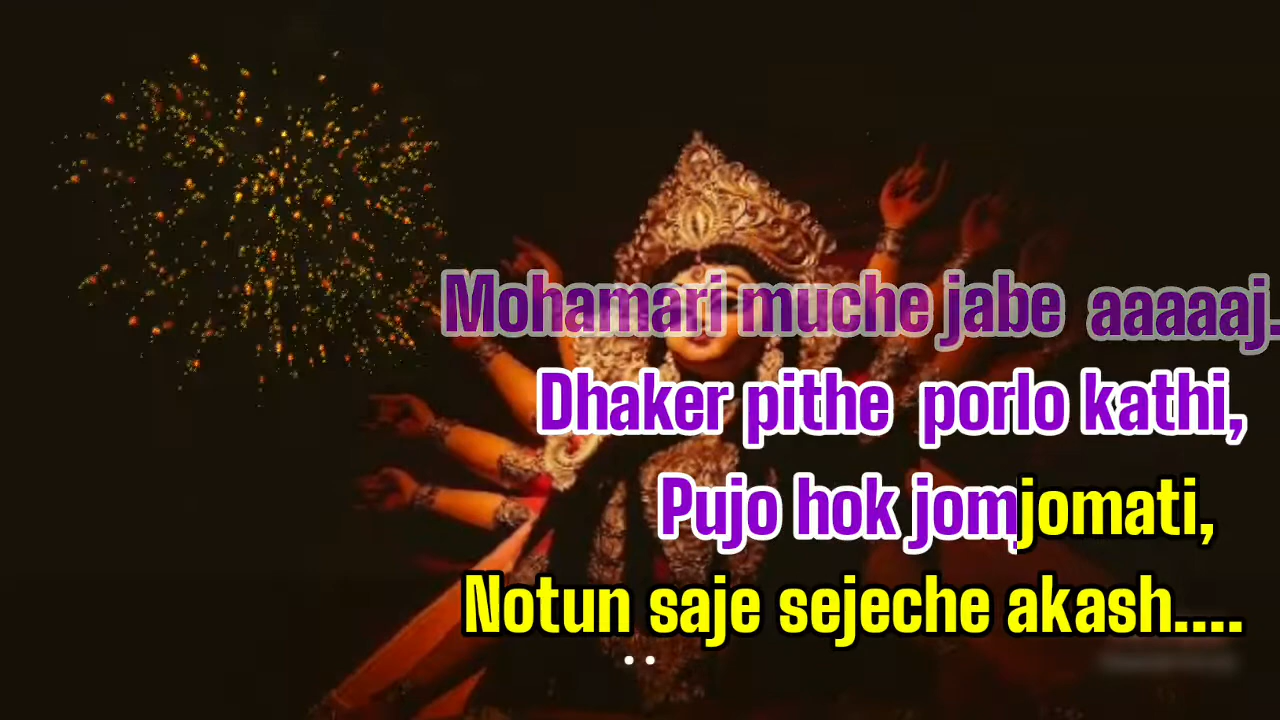 Mohamari muche jabe aaaaaj.
Dhaker pithe porlo kathi,
Pujo hok jomjomati,
Notun saje sejeche akash....